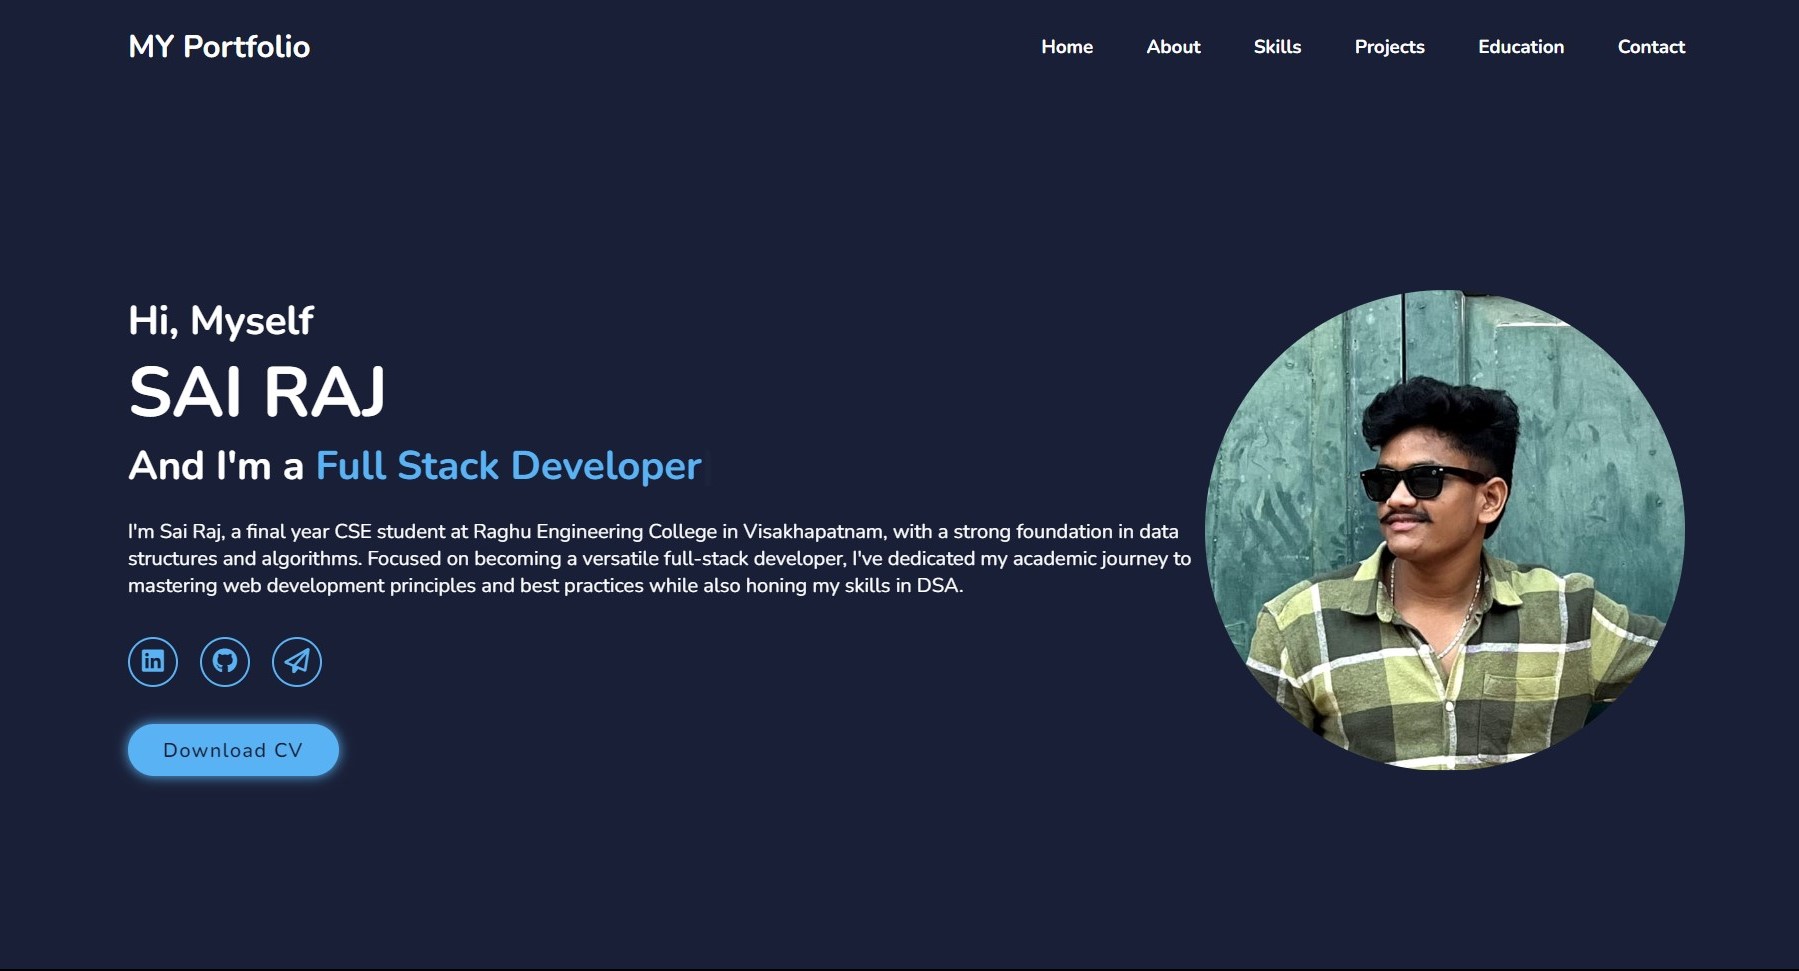 MY Portfolio
Home About Skills Projects Education Contact
Hi, Myself
SAI RAJ
And I'm a Full Stack Developer
I'm Sai Raj, a final year CSE student at Raghu Engineering College in Visakhapatnam, with a strong foundation in data
structures and algorithms. Focused on becoming a versatile full-stack developer, I've dedicated my academic journey to
mastering web development principles and best practices while also honing my skills in DSA.
in
Download CV